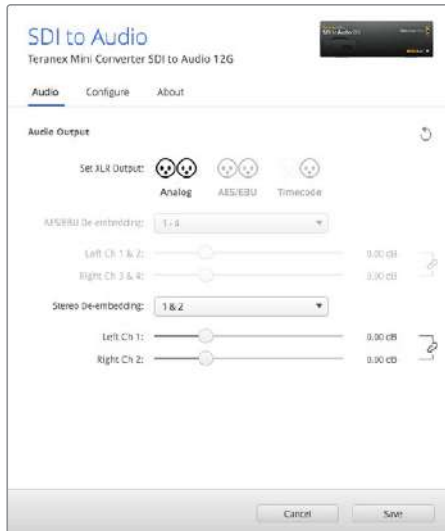 SDI to Audio
Teranex Mini Converter SDI to Audio 12G
Audio Configure About
Audio Output
Set XLR Output:
Analog AES/EBU Timecode
AES/EBU De-embedding: 1 - 4
Left Ch 1 & 2: 0.00 dB
Right Ch 3 & 4: 0.00 dB
Stereo De-embedding: 1 & 2
Left Ch 1: 0.00 dB
Right Ch 2: 0.00 dB
Cancel Save